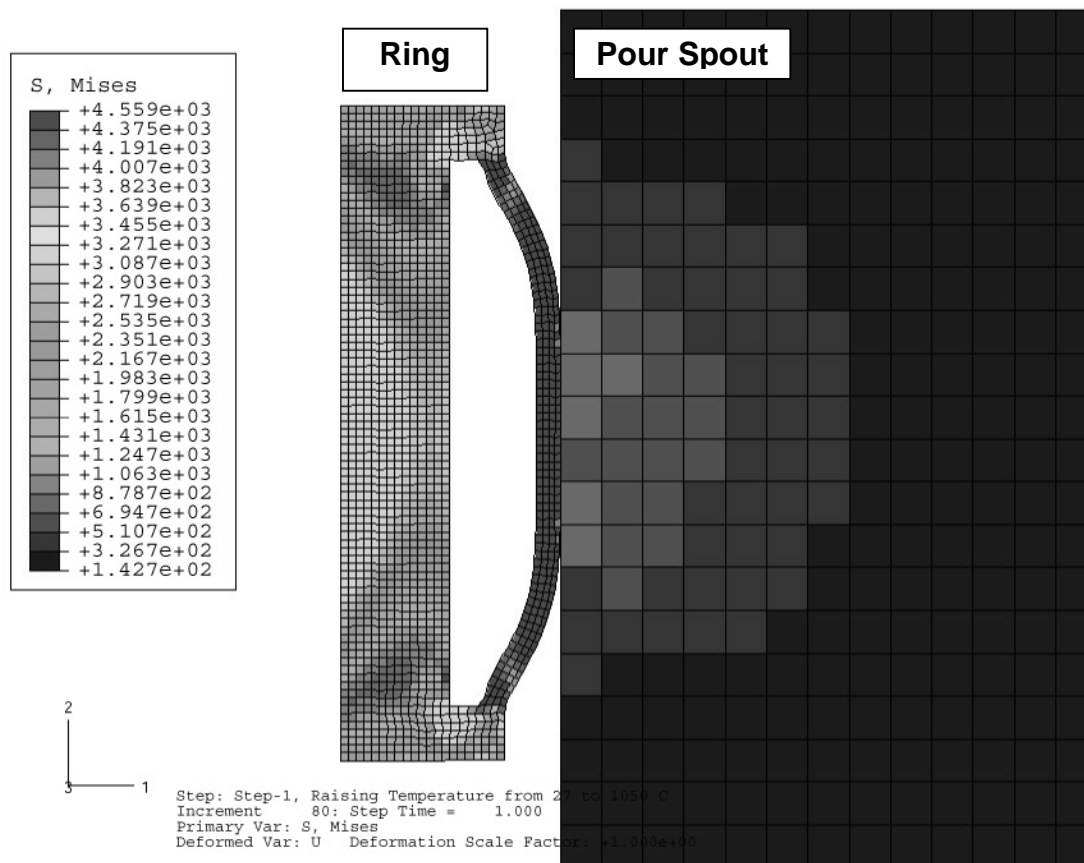 Ring
Pour Spout
S, Mises
+4.559e+03
+4.375e+03
+4.191e+03
+4.007e+03
+3.823e+03
+3.639e+03
+3.455e+03
+3.271e+03
+3.087e+03
+2.903e+03
+2.719e+03
+2.535e+03
+2.351e+03
+2.167e+03
+1.983e+03
+1.799e+03
+1.615e+03
+1.431e+03
+1.247e+03
+1.063e+03
+8.787e+02
+6.947e+02
+5.107e+02
+3.267e+02
+1.427e+02
2
3 1
Step: Step-1, Raising Temperature from 27 to 1050 C
Increment 80: Step Time = 1.000
Primary Var: S, Mises
Deformed Var: U Deformation Scale Factor: +1.000e+00